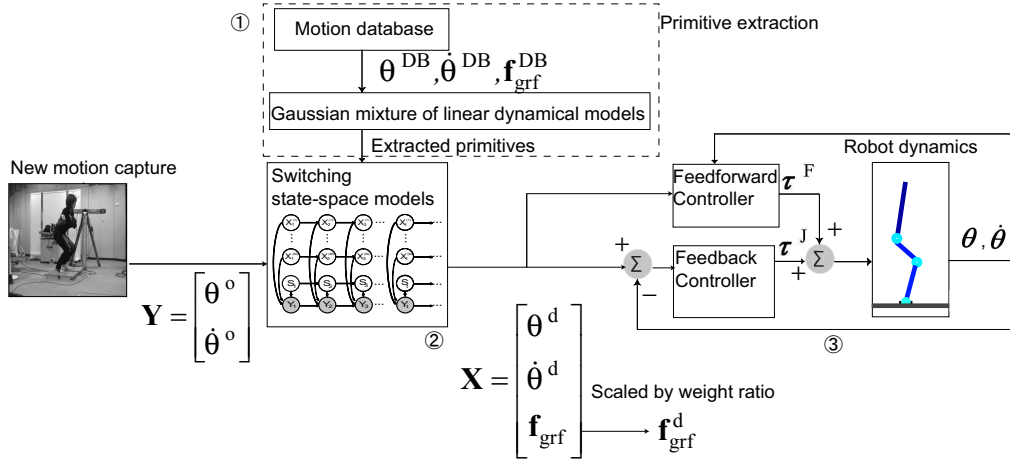 ①
Motion database
Primitive extraction
θ^DB, θ̇^DB, f_grf^DB
Gaussian mixture of linear dynamical models
Extracted primitives
New motion capture
Switching
state-space models
Feedforward
Controller
τ^F
Robot dynamics
+
Σ
−
Feedback
Controller
τ^J
+
+
Σ
θ, θ̇
Y = [θ^o
θ̇^o]
②
③
X = [θ^d
θ̇^d
f_grf]
Scaled by weight ratio
f_grf^d